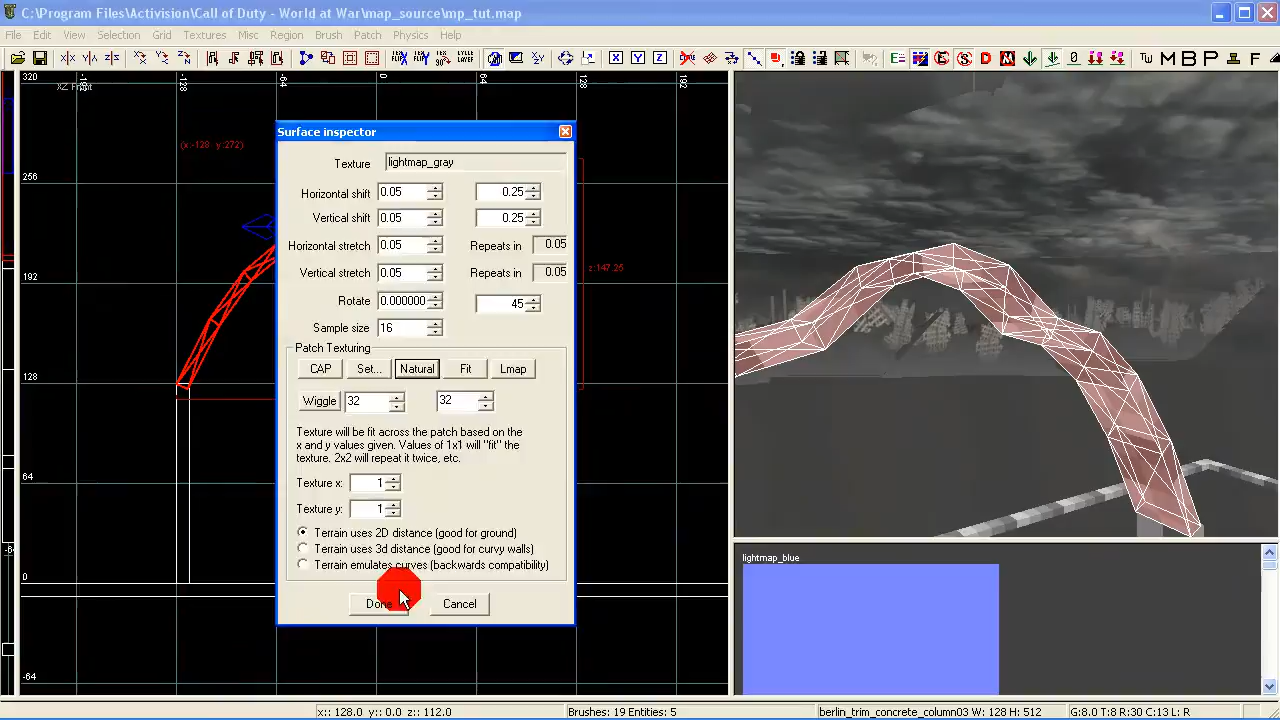 C:\Program Files\Activision\Call of Duty - World at War\map_source\mp_tut.map
File Edit View Selection Grid Textures Misc Region Brush Patch Physics Help
320
XZ Front
-128
-64
0
64
128
192
(x:-128 y:272)
256
192
128
64
0
-64
z:147.25
Surface inspector
Texture lightmap_gray
Horizontal shift 0.05 0.25
Vertical shift 0.05 0.25
Horizontal stretch 0.05 Repeats in 0.05
Vertical stretch 0.05 Repeats in 0.05
Rotate 0.000000 45
Sample size 16
Patch Texturing
CAP Set... Natural Fit Lmap
Wiggle 32 32
Texture will be fit across the patch based on the
x and y values given. Values of 1x1 will "fit" the
texture. 2x2 will repeat it twice, etc.
Texture x: 1
Texture y: 1
Terrain uses 2D distance (good for ground)
Terrain uses 3d distance (good for curvy walls)
Terrain emulates curves (backwards compatibility)
Done Cancel
lightmap_blue
x:: 128.0 y:: 0.0 z:: 112.0 Brushes: 19 Entities: 5 berlin_trim_concrete_column03 W: 128 H: 512 G:8.0 T:8 R:30 C:13 L: R